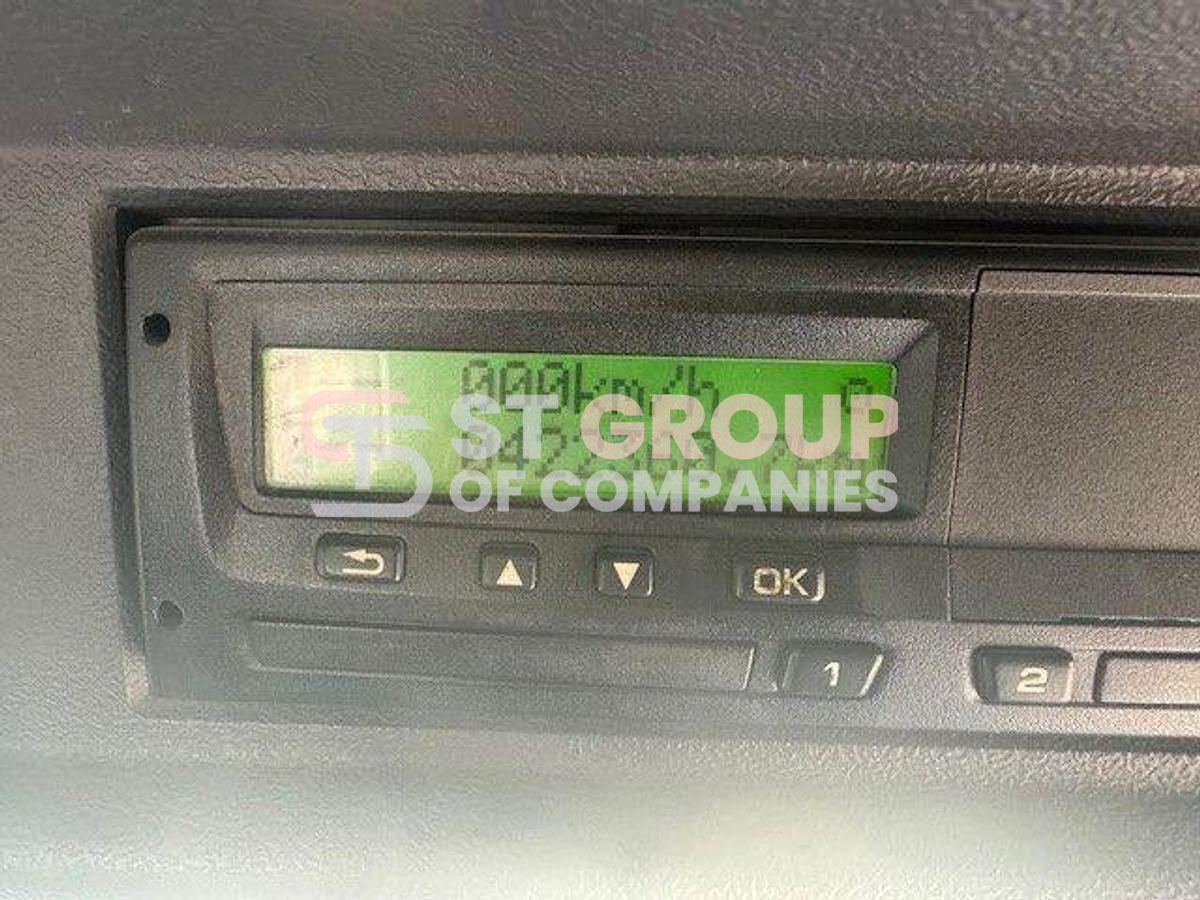 000km/h
ST GROUP
OF COMPANIES
OK
1
2